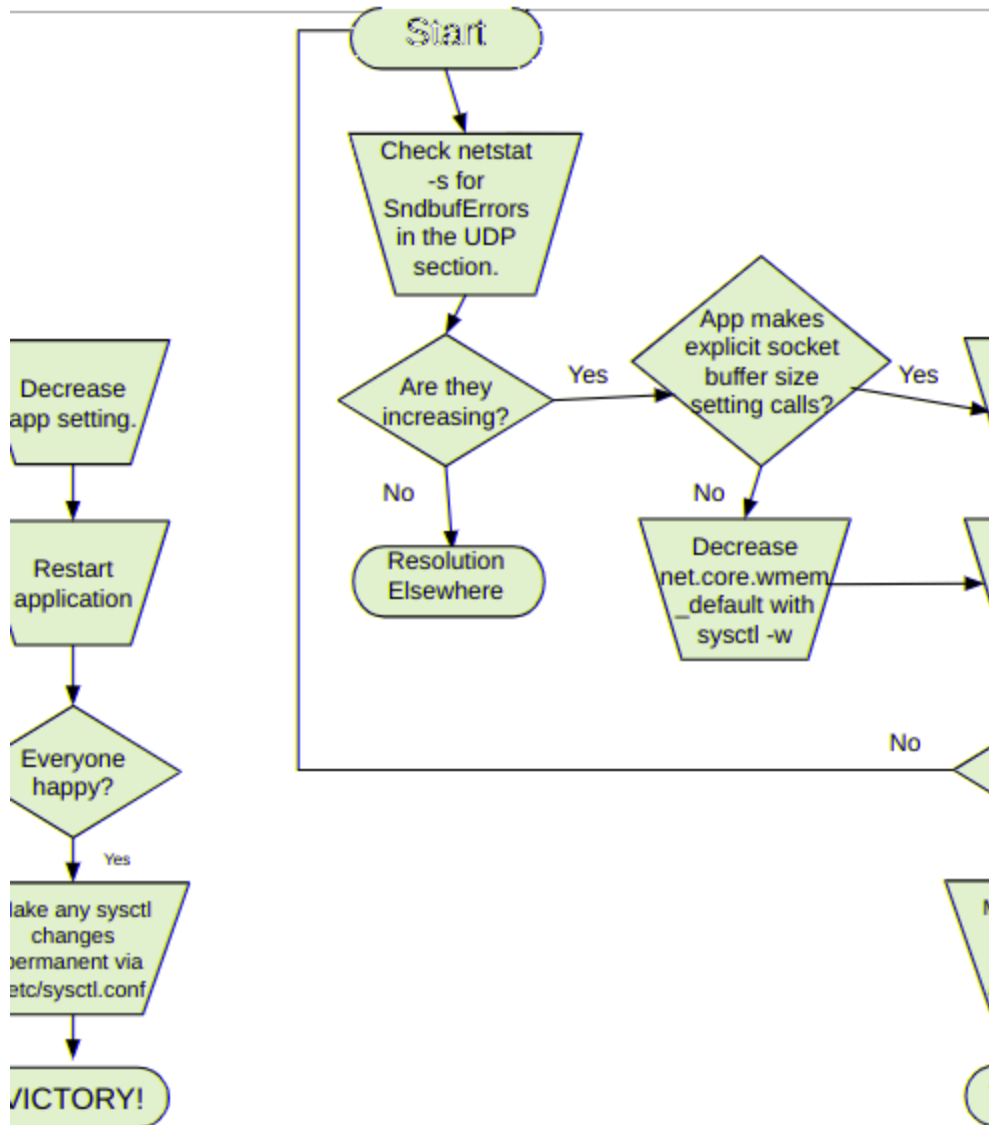 Start
Check netstat
-s for
SndbufErrors
in the UDP
section.
Are they
increasing?
Yes
No
Resolution
Elsewhere
App makes
explicit socket
buffer size
setting calls?
Yes
No
Decrease
net.core.wmem
_default with
sysctl -w
No
Decrease
app setting.
Restart
application
Everyone
happy?
Yes
any sysctl
changes
permanent via
etc/sysctl.conf
VICTORY!